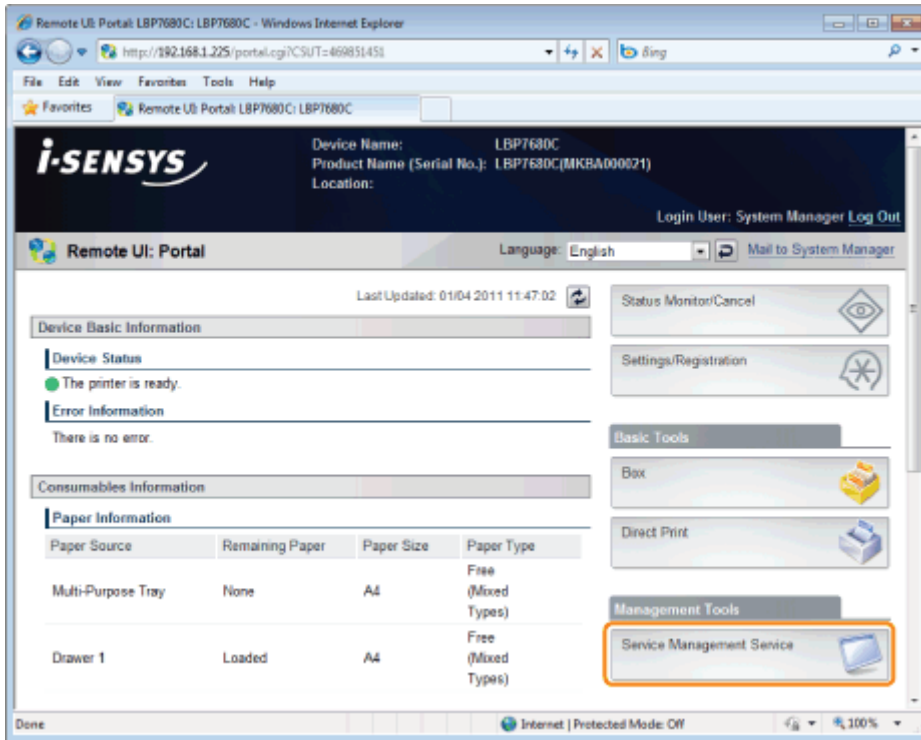 Remote UI: Portal: LBP7680C: LBP7680C - Windows Internet Explorer
http://192.168.1.225/portal.cgi?CSUT=469851451
Bing
File Edit View Favorites Tools Help
Favorites Remote UI: Portal: LBP7680C: LBP7680C
i-SENSYS
Device Name: LBP7680C
Product Name (Serial No.): LBP7680C(MKBA000021)
Location:
Login User: System Manager Log Out
Remote UI: Portal Language: English Mail to System Manager
Last Updated: 01/04 2011 11:47:02
Device Basic Information
Device Status
The printer is ready.
Error Information
There is no error.
Consumables Information
Paper Information
Paper Source Remaining Paper Paper Size Paper Type
Multi-Purpose Tray None A4 Free
(Mixed
Types)
Drawer 1 Loaded A4 Free
(Mixed
Types)
Status Monitor/Cancel
Settings/Registration
Basic Tools
Box
Direct Print
Management Tools
Service Management Service
Done Internet | Protected Mode: Off 100%